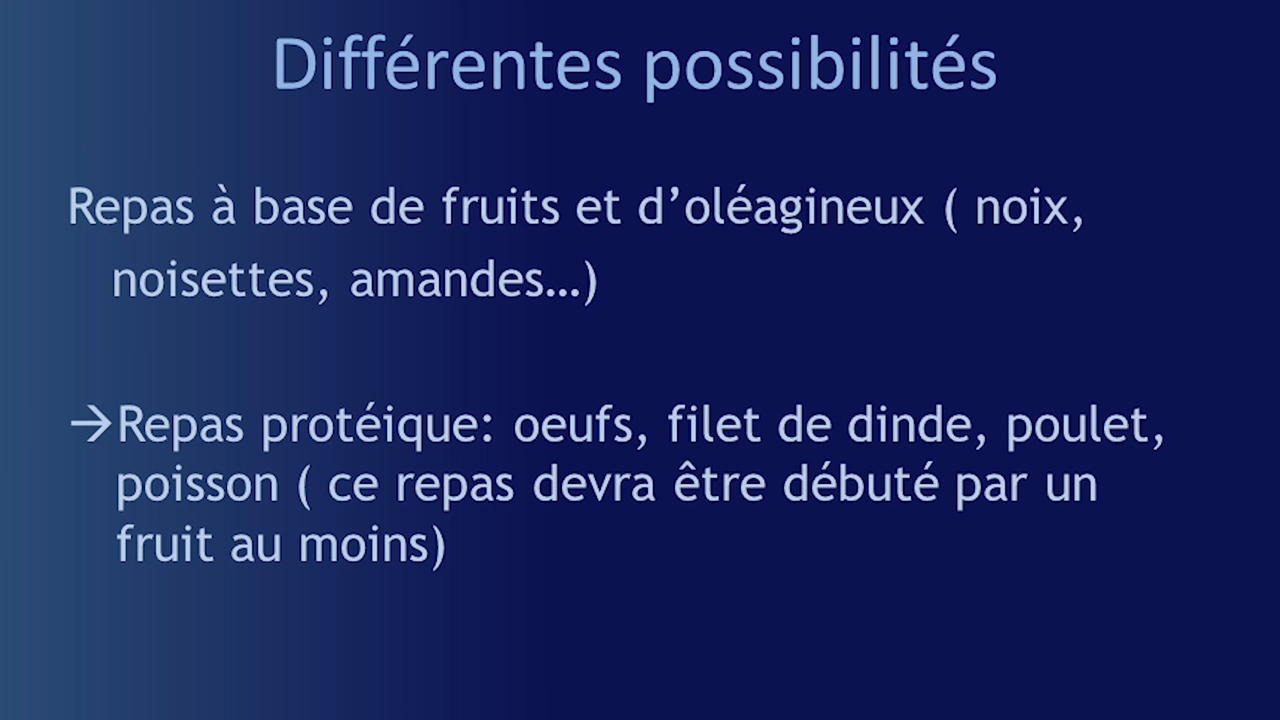 Différentes possibilités
Repas à base de fruits et d’oléagineux ( noix,
noisettes, amandes…)
→Repas protéique: oeufs, filet de dinde, poulet,
poisson ( ce repas devra être débuté par un
fruit au moins)